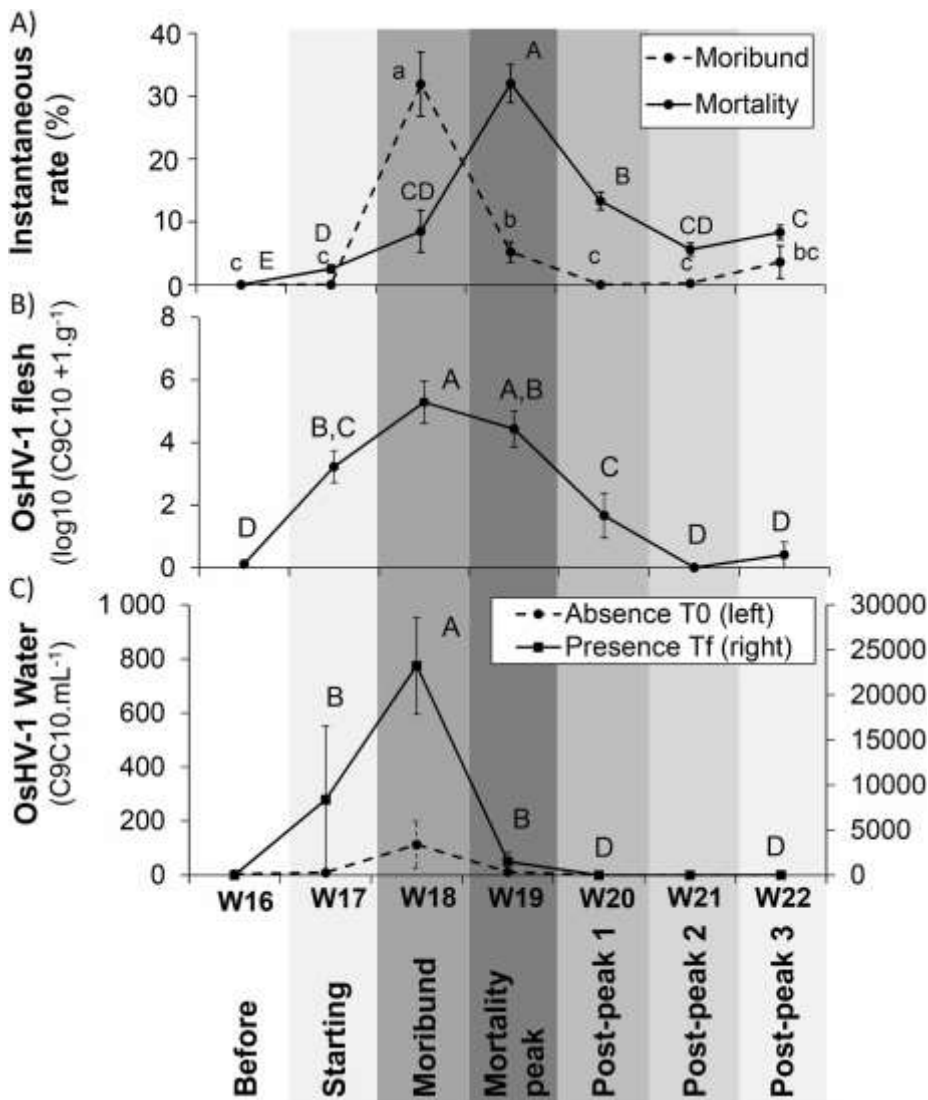 A)
Instantaneous
rate (%)
40
30
20
10
0
Moribund
Mortality
c
E
D
c
a
CD
A
b
B
c
CD
c
C
bc
B)
OsHV-1 flesh
(log10 (C9C10 +1.g⁻¹)
8
6
4
2
0
D
B,C
A
A,B
C
D
D
C)
OsHV-1 Water
(C9C10.mL⁻¹)
1 000
800
600
400
200
0
Absence T0 (left)
Presence Tf (right)
30000
25000
20000
15000
10000
5000
0
B
A
B
D
D
W16
W17
W18
W19
W20
W21
W22
Before
Starting
Moribund
Mortality
peak
Post-peak 1
Post-peak 2
Post-peak 3